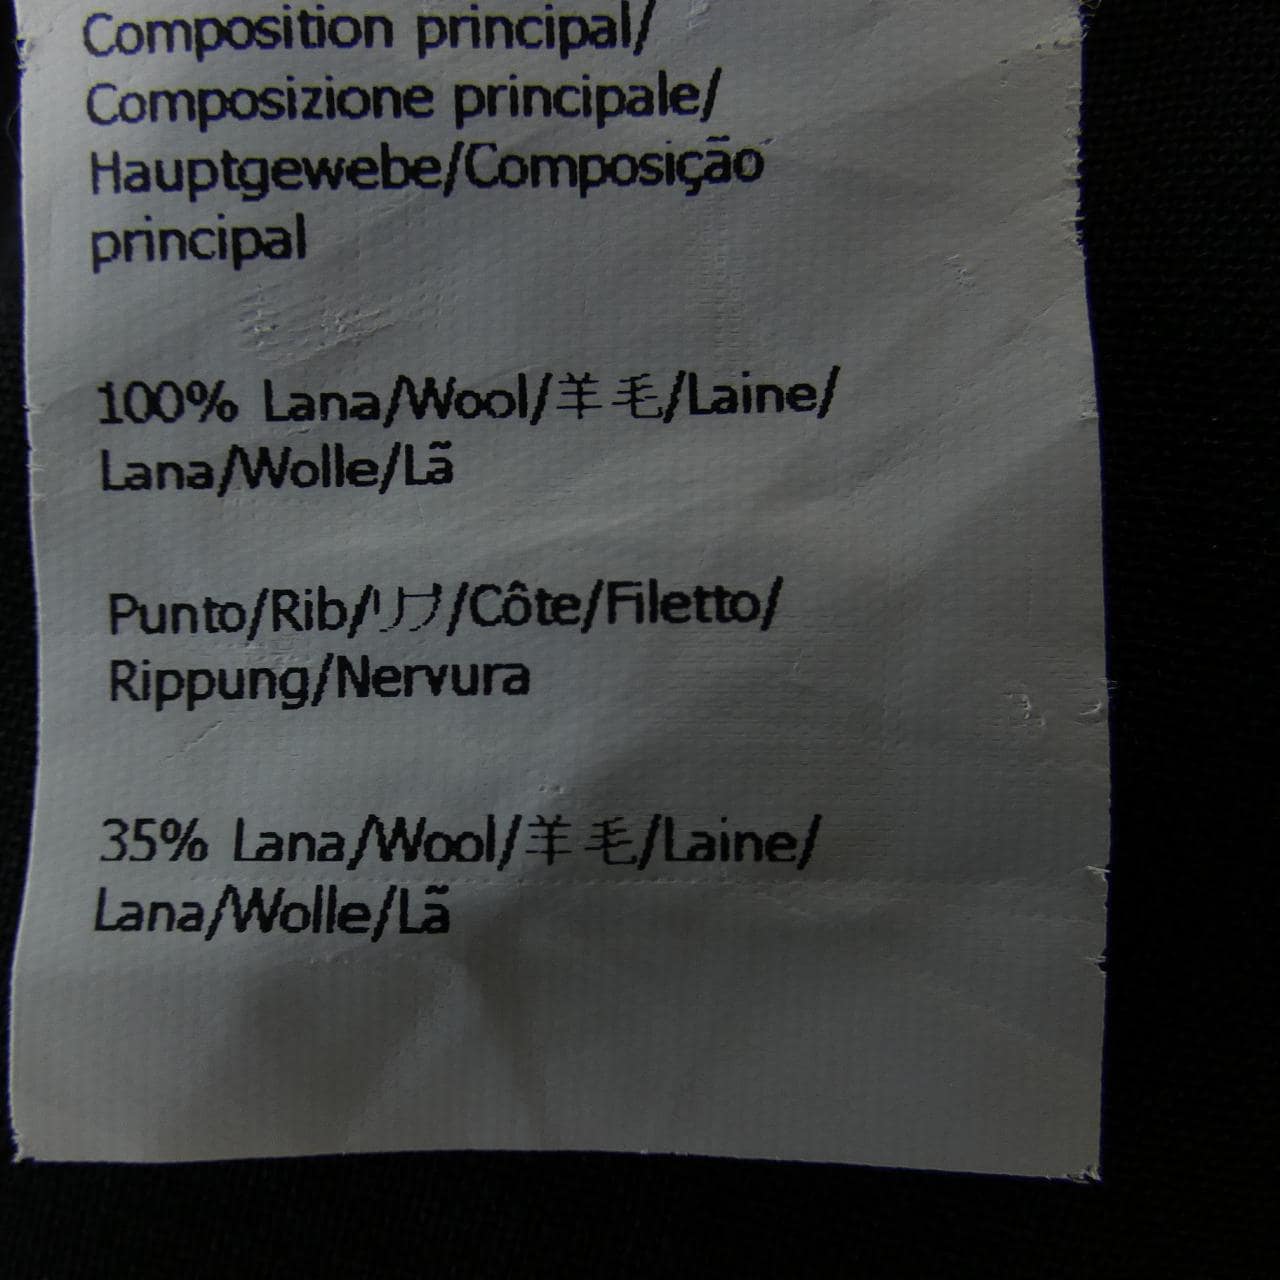 Composition principal/
Composizione principale/
Hauptgewebe/Composição
principal
100% Lana/Wool/羊毛/Laine/
Lana/Wolle/Lã
Punto/Rib/リブ/Côte/Filetto/
Rippung/Nervura
35% Lana/Wool/羊毛/Laine/
Lana/Wolle/Lã